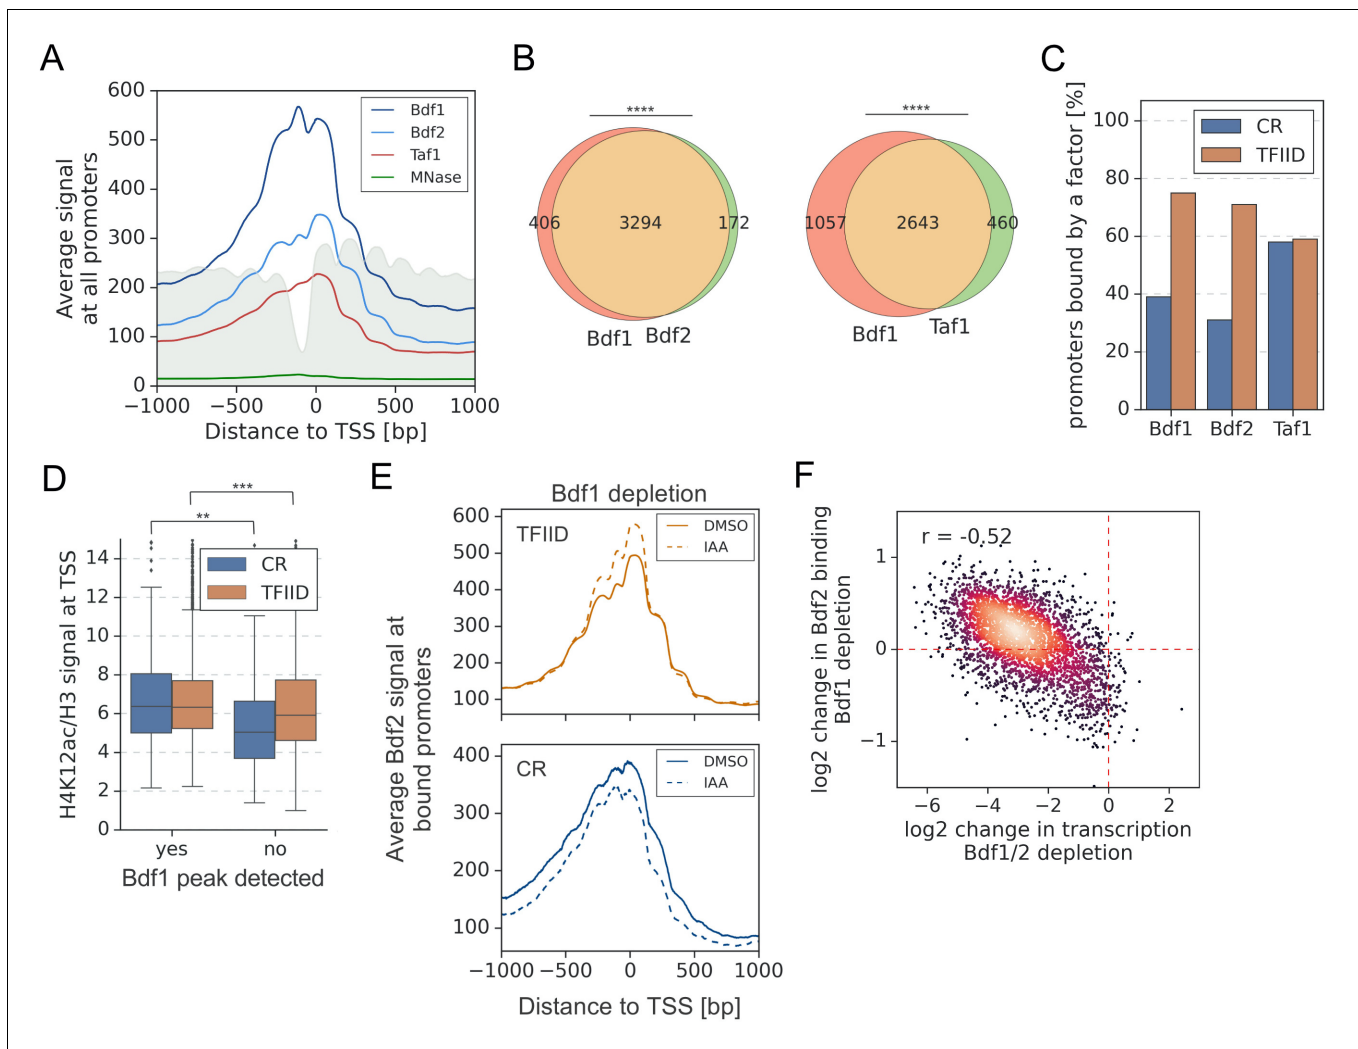 A
Average signal
at all promoters
600
500
400
300
200
100
0
Bdf1
Bdf2
Taf1
MNase
−1000
−500
0
500
1000
Distance to TSS [bp]
B
****
406
3294
172
Bdf1
Bdf2
****
1057
2643
460
Bdf1
Taf1
C
promoters bound by a factor [%]
100
80
60
40
20
0
CR
TFIID
Bdf1
Bdf2
Taf1
D
***
**
H4K12ac/H3 signal at TSS
14
12
10
8
6
4
2
0
CR
TFIID
yes
no
Bdf1 peak detected
E
Bdf1 depletion
Average Bdf2 signal at
bound promoters
600
500
400
300
200
100
TFIID
DMSO
IAA
400
300
200
100
CR
DMSO
IAA
−1000
−500
0
500
1000
Distance to TSS [bp]
F
log2 change in Bdf2 binding
Bdf1 depletion
r = -0.52
1
0
−1
−6
−4
−2
0
2
log2 change in transcription
Bdf1/2 depletion